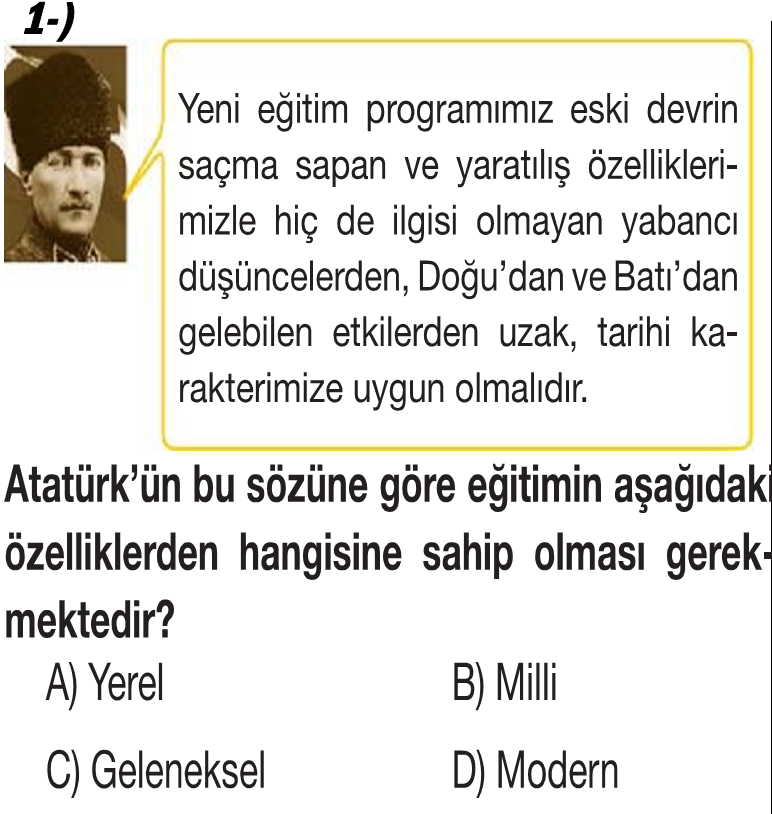 1-)
Yeni eğitim programımız eski devrin
saçma sapan ve yaratılış özellikleri-
mizle hiç de ilgisi olmayan yabancı
düşüncelerden, Doğu’dan ve Batı’dan
gelebilen etkilerden uzak, tarihi ka-
rakterimize uygun olmalıdır.
Atatürk’ün bu sözüne göre eğitimin aşağıdaki
özelliklerden hangisine sahip olması gerek-
mektedir?
A) Yerel B) Milli
C) Geleneksel D) Modern